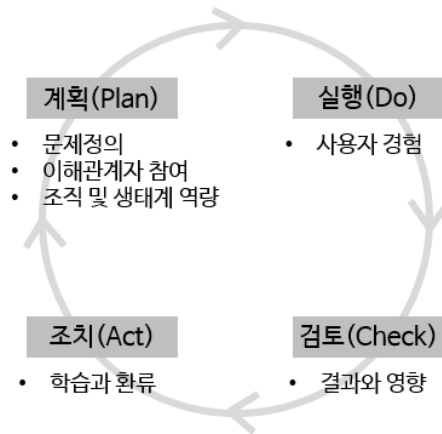 계획(Plan)
• 문제정의
• 이해관계자 참여
• 조직 및 생태계 역량
실행(Do)
• 사용자 경험
조치(Act)
• 학습과 환류
검토(Check)
• 결과와 영향